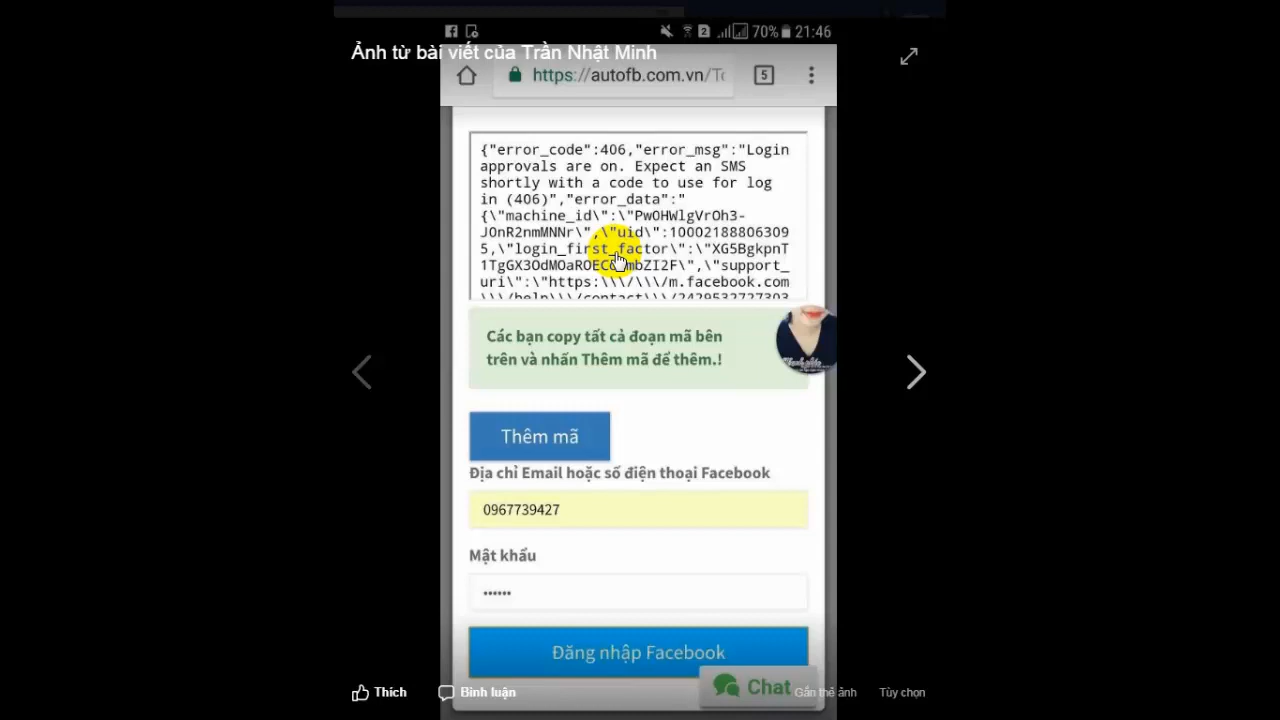 70% 21:46
Ảnh từ bài viết của Trần Nhật Minh
https://autofb.com.vn/To
5
{"error_code":406,"error_msg":"Login
approvals are on. Expect an SMS
shortly with a code to use for log
in (406)","error_data":"
{\"machine_id\":\"PwOHWlgVrOh3-
JOnR2nmMNNr\",\"uid\":10002188806309
5,\"login_first_factor\":\"XG5BgkpnT
uri\":\"https:\\\/\\\/m.facebook.com
Các bạn copy tất cả đoạn mã bên
trên và nhấn Thêm mã để thêm.!
Thêm mã
Địa chỉ Email hoặc số điện thoại Facebook
0967739427
Mật khẩu
••••••
Đăng nhập Facebook
Chat
Thích Bình luận Gắn thẻ ảnh Tùy chọn